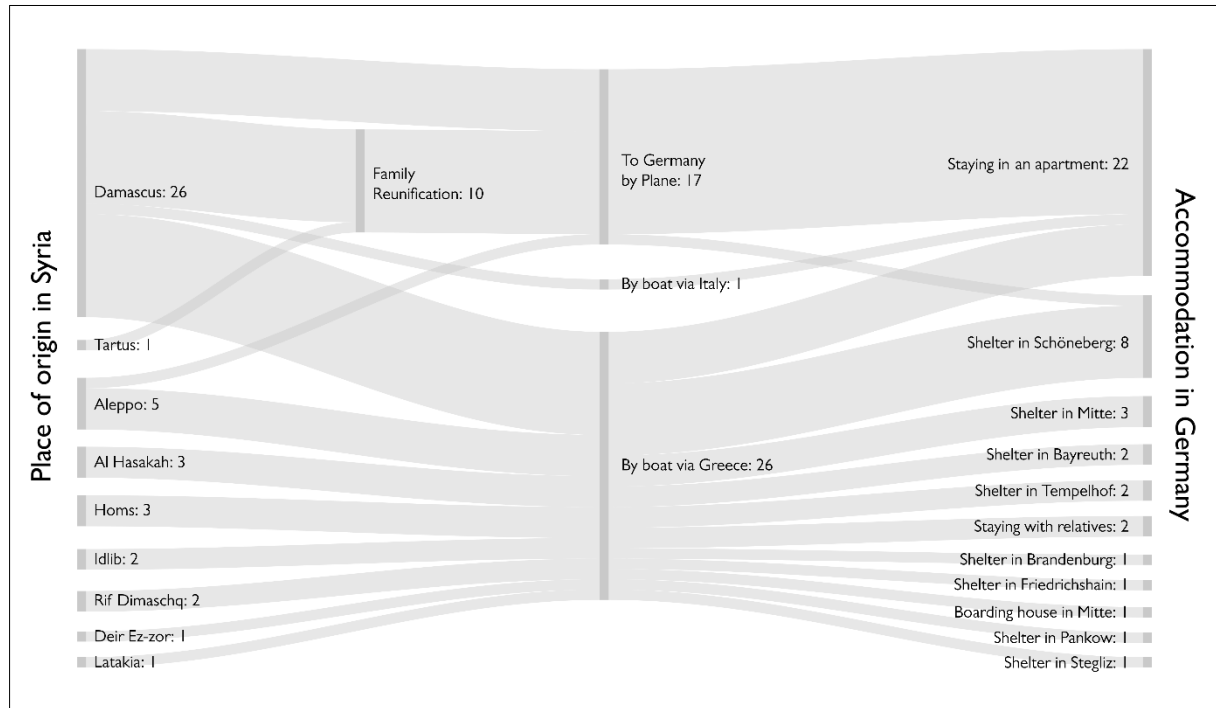 Place of origin in Syria
Damascus: 26
Tartus: 1
Aleppo: 5
Al Hasakah: 3
Homs: 3
Idlib: 2
Rif Dimaschq: 2
Deir Ez-zor: 1
Latakia: 1
Family
Reunification: 10
To Germany
by Plane: 17
By boat via Italy: 1
By boat via Greece: 26
Staying in an apartment: 22
Shelter in Schöneberg: 8
Shelter in Mitte: 3
Shelter in Bayreuth: 2
Shelter in Tempelhof: 2
Staying with relatives: 2
Shelter in Brandenburg: 1
Shelter in Friedrichshain: 1
Boarding house in Mitte: 1
Shelter in Pankow: 1
Shelter in Stegliz: 1
Accommodation in Germany